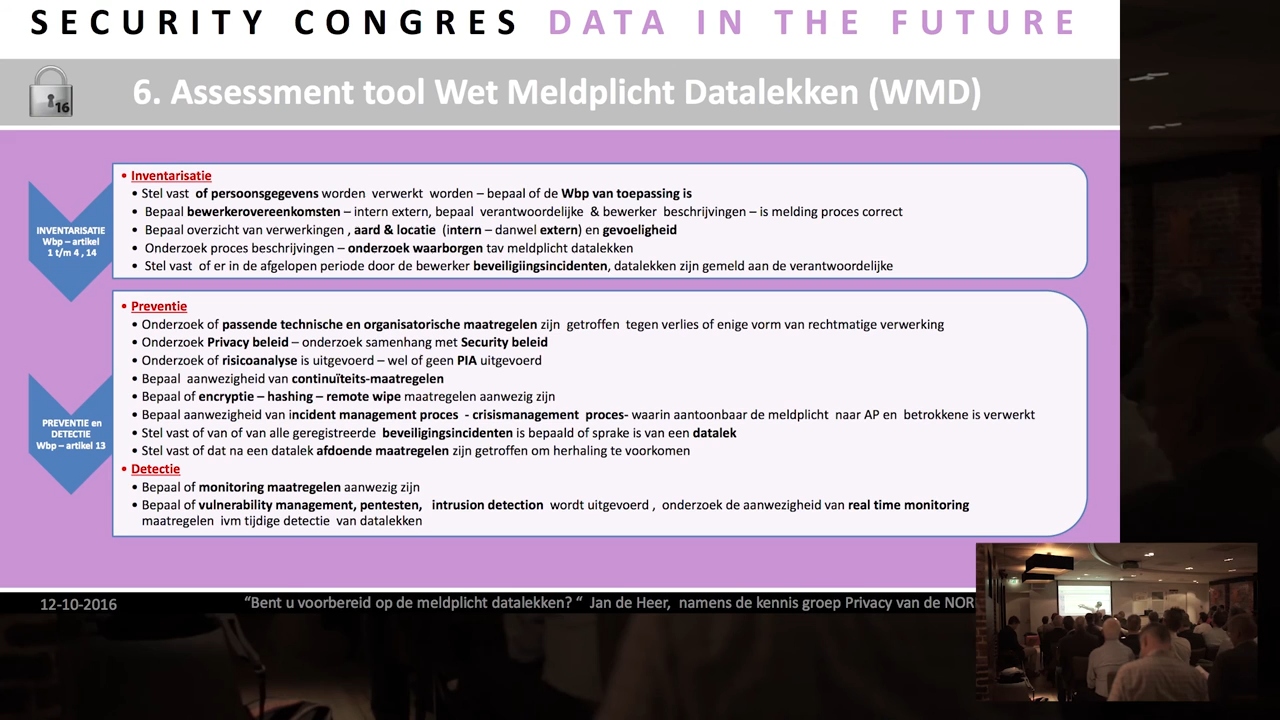 SECURITY CONGRES DATA IN THE FUTURE
16
6. Assessment tool Wet Meldplicht Datalekken (WMD)
INVENTARISATIE
Wbp – artikel
1 t/m 4 , 14
• Inventarisatie
• Stel vast of persoonsgegevens worden verwerkt worden – bepaal of de Wbp van toepassing is
• Bepaal bewerkerovereenkomsten – intern extern, bepaal verantwoordelijke & bewerker beschrijvingen – is melding proces correct
• Bepaal overzicht van verwerkingen , aard & locatie (intern – danwel extern) en gevoeligheid
• Onderzoek proces beschrijvingen – onderzoek waarborgen tav meldplicht datalekken
• Stel vast of er in de afgelopen periode door de bewerker beveiligiingsincidenten, datalekken zijn gemeld aan de verantwoordelijke
PREVENTIE en
DETECTIE
Wbp – artikel 13
• Preventie
• Onderzoek of passende technische en organisatorische maatregelen zijn getroffen tegen verlies of enige vorm van rechtmatige verwerking
• Onderzoek Privacy beleid – onderzoek samenhang met Security beleid
• Onderzoek of risicoanalyse is uitgevoerd – wel of geen PIA uitgevoerd
• Bepaal aanwezigheid van continuïteits-maatregelen
• Bepaal of encryptie – hashing – remote wipe maatregelen aanwezig zijn
• Bepaal aanwezigheid van incident management proces - crisismanagement proces- waarin aantoonbaar de meldplicht naar AP en betrokkene is verwerkt
• Stel vast of van of van alle geregistreerde beveiligingsincidenten is bepaald of sprake is van een datalek
• Stel vast of dat na een datalek afdoende maatregelen zijn getroffen om herhaling te voorkomen
• Detectie
• Bepaal of monitoring maatregelen aanwezig zijn
• Bepaal of vulnerability management, pentesten, intrusion detection wordt uitgevoerd , onderzoek de aanwezigheid van real time monitoring
maatregelen ivm tijdige detectie van datalekken
12-10-2016
“Bent u voorbereid op de meldplicht datalekken? “ Jan de Heer, namens de kennis groep Privacy van de NOR